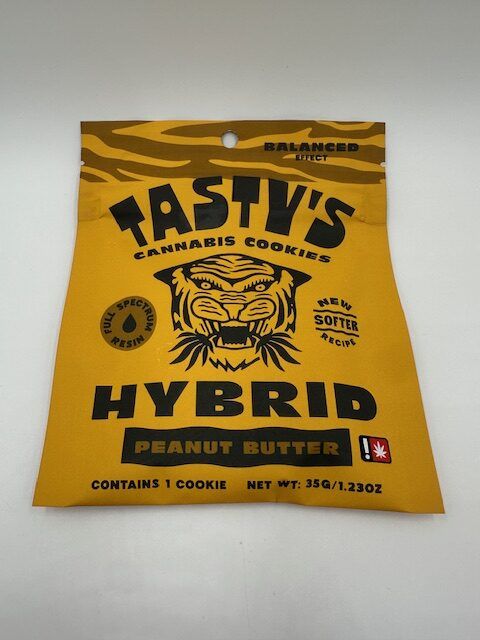 BALANCED
EFFECT
TASTY'S
CANNABIS COOKIES
FULL SPECTRUM
RESIN
NEW
SOFTER
RECIPE
HYBRID
PEANUT BUTTER
!
CONTAINS 1 COOKIE NET WT: 35G/1.23OZ